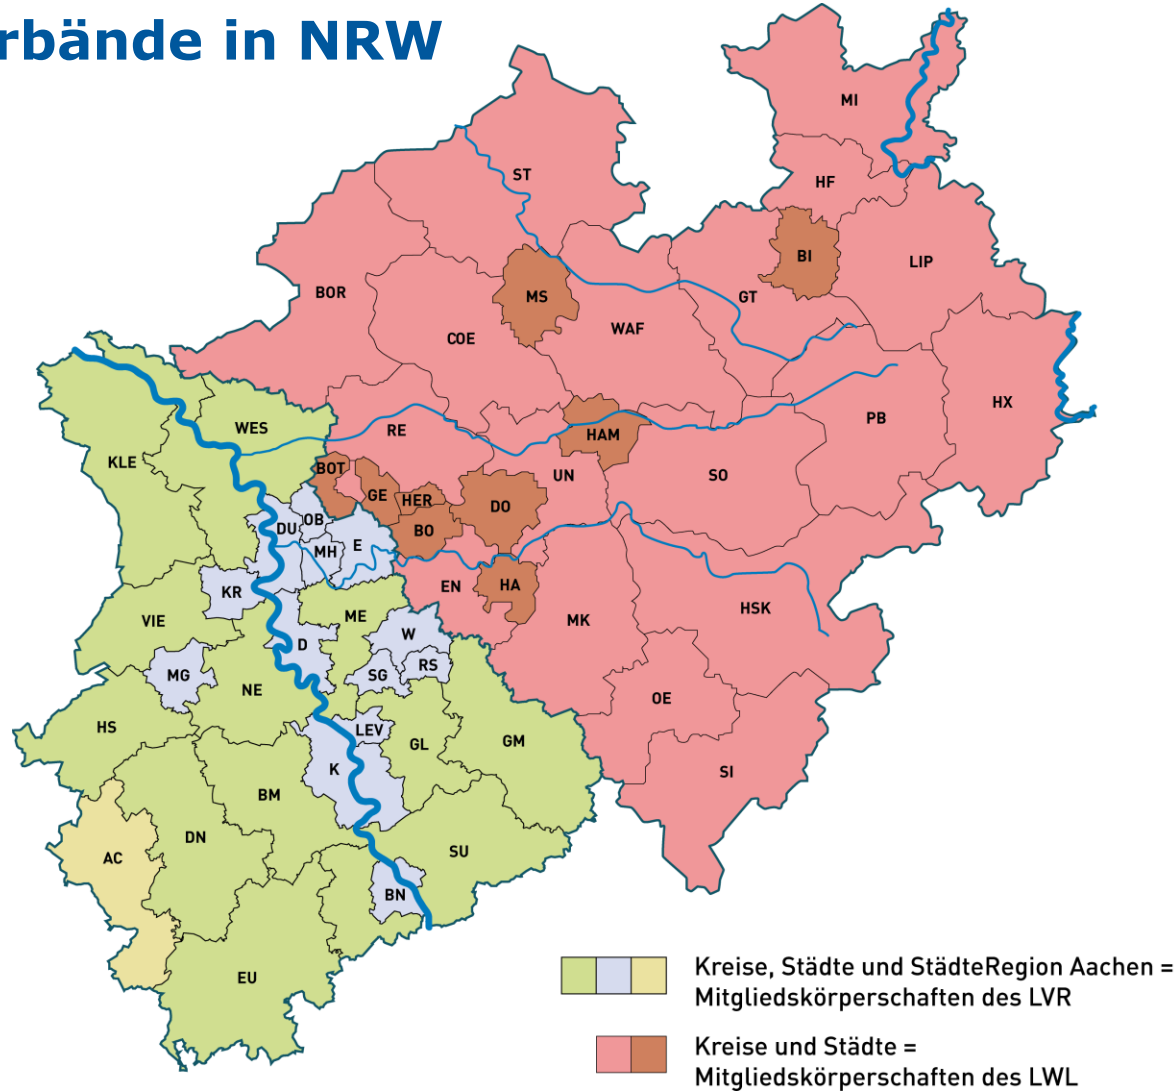 rbände in NRW
MI
ST
HF
BI
LIP
MS
GT
BOR
WAF
COE
HX
PB
WES
RE
HAM
KLE
BOT
UN
SO
GE
HER
DO
OB
DU
BO
E
MH
KR
EN
HA
HSK
VIE
ME
MK
W
D
RS
MG
SG
NE
OE
HS
LEV
GL
GM
K
SI
BM
DN
SU
AC
BN
EU
Kreise, Städte und StädteRegion Aachen =
Mitgliedskörperschaften des LVR
Kreise und Städte =
Mitgliedskörperschaften des LWL